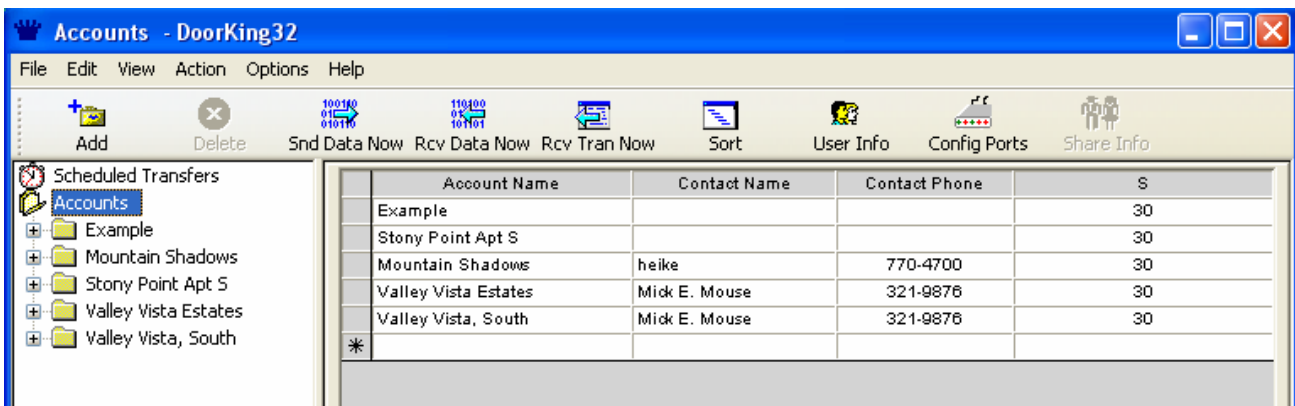 Accounts - DoorKing32
File Edit View Action Options Help
Add Delete Snd Data Now Rcv Data Now Rcv Tran Now Sort User Info Config Ports Share Info
Scheduled Transfers
Accounts
Example
Mountain Shadows
Stony Point Apt S
Valley Vista Estates
Valley Vista, South
Account Name Contact Name Contact Phone S
Example 30
Stony Point Apt S 30
Mountain Shadows heike 770-4700 30
Valley Vista Estates Mick E. Mouse 321-9876 30
Valley Vista, South Mick E. Mouse 321-9876 30